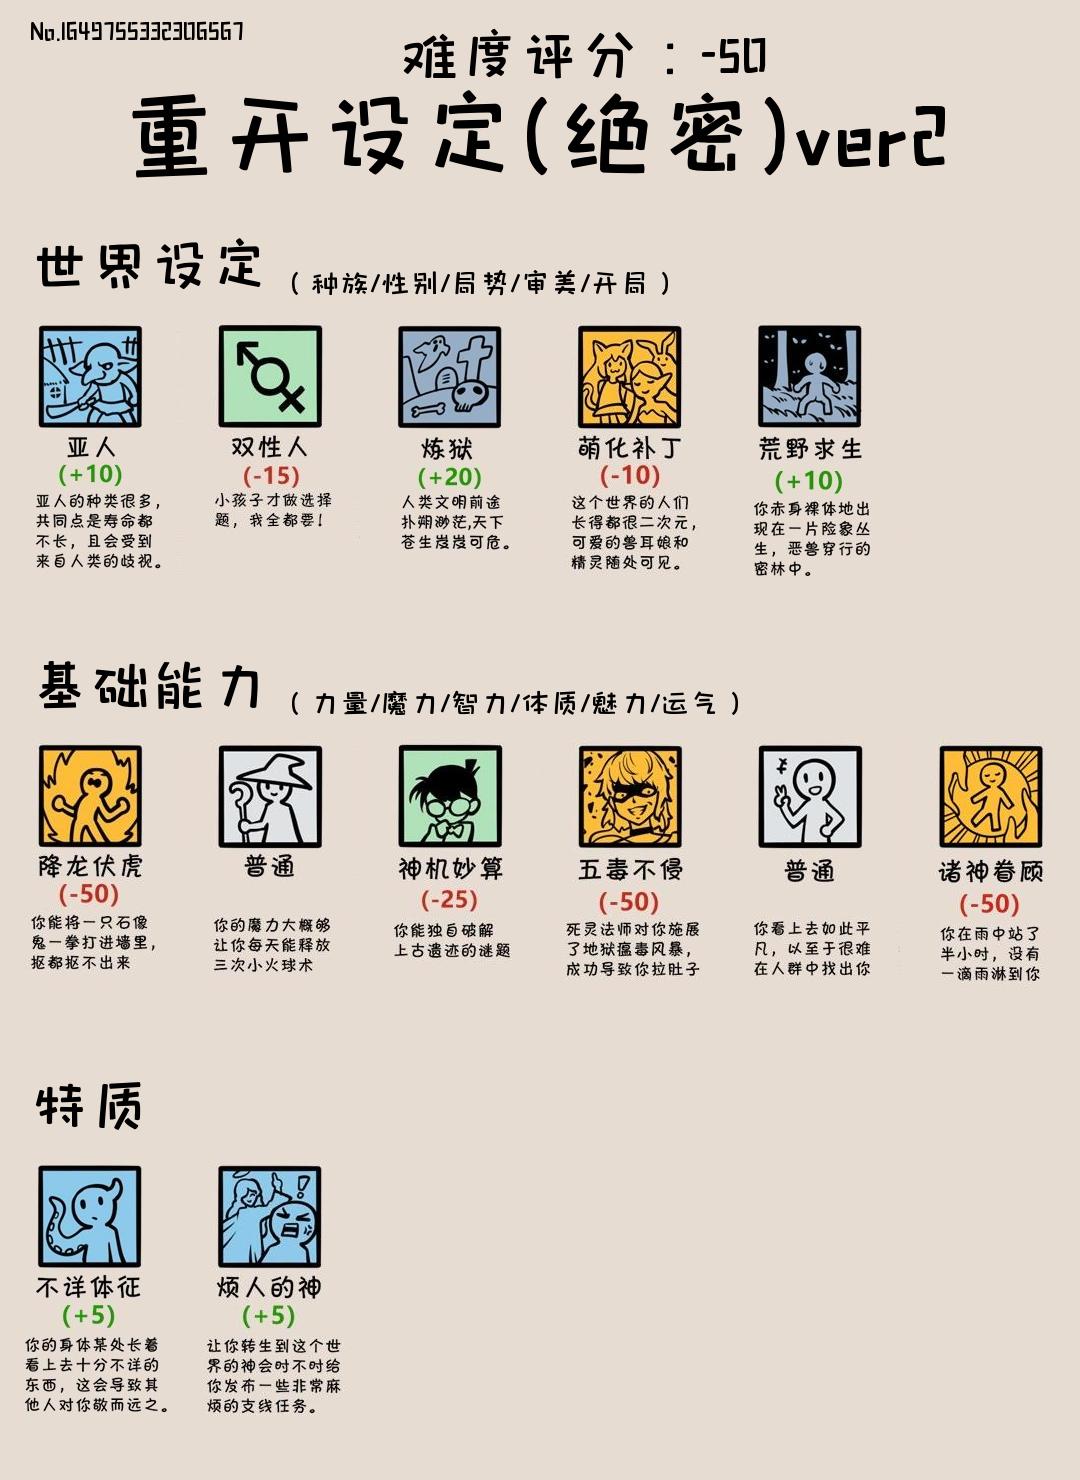 No.1649755332306567
难度评分：-50
重开设定(绝密)ver2
世界设定 （种族/性别/局势/审美/开局）
亚人
(+10)
亚人的种类很多，
共同点是寿命都
不长，且会受到
来自人类的歧视。
双性人
(-15)
小孩子才做选择
题，我全都要！
炼狱
(+20)
人类文明前途
扑朔渺茫,天下
苍生岌岌可危。
萌化补丁
(-10)
这个世界的人们
长得都很二次元，
可爱的兽耳娘和
精灵随处可见。
荒野求生
(+10)
你赤身裸体地出
现在一片险象丛
生，恶兽穿行的
密林中。
基础能力 （力量/魔力/智力/体质/魅力/运气）
降龙伏虎
(-50)
你能将一只石像
鬼一拳打进墙里，
抠都抠不出来
普通
你的魔力大概够
让你每天能释放
三次小火球术
神机妙算
(-25)
你能独自破解
上古遗迹的谜题
五毒不侵
(-50)
死灵法师对你施展
了地狱瘟毒风暴，
成功导致你拉肚子
普通
你看上去如此平
凡，以至于很难
在人群中找出你
诸神眷顾
(-50)
你在雨中站了
半小时，没有
一滴雨淋到你
特质
不详体征
(+5)
你的身体某处长着
看上去十分不详的
东西，这会导致其
他人对你敬而远之。
烦人的神
(+5)
让你转生到这个世
界的神会时不时给
你发布一些非常麻
烦的支线任务。